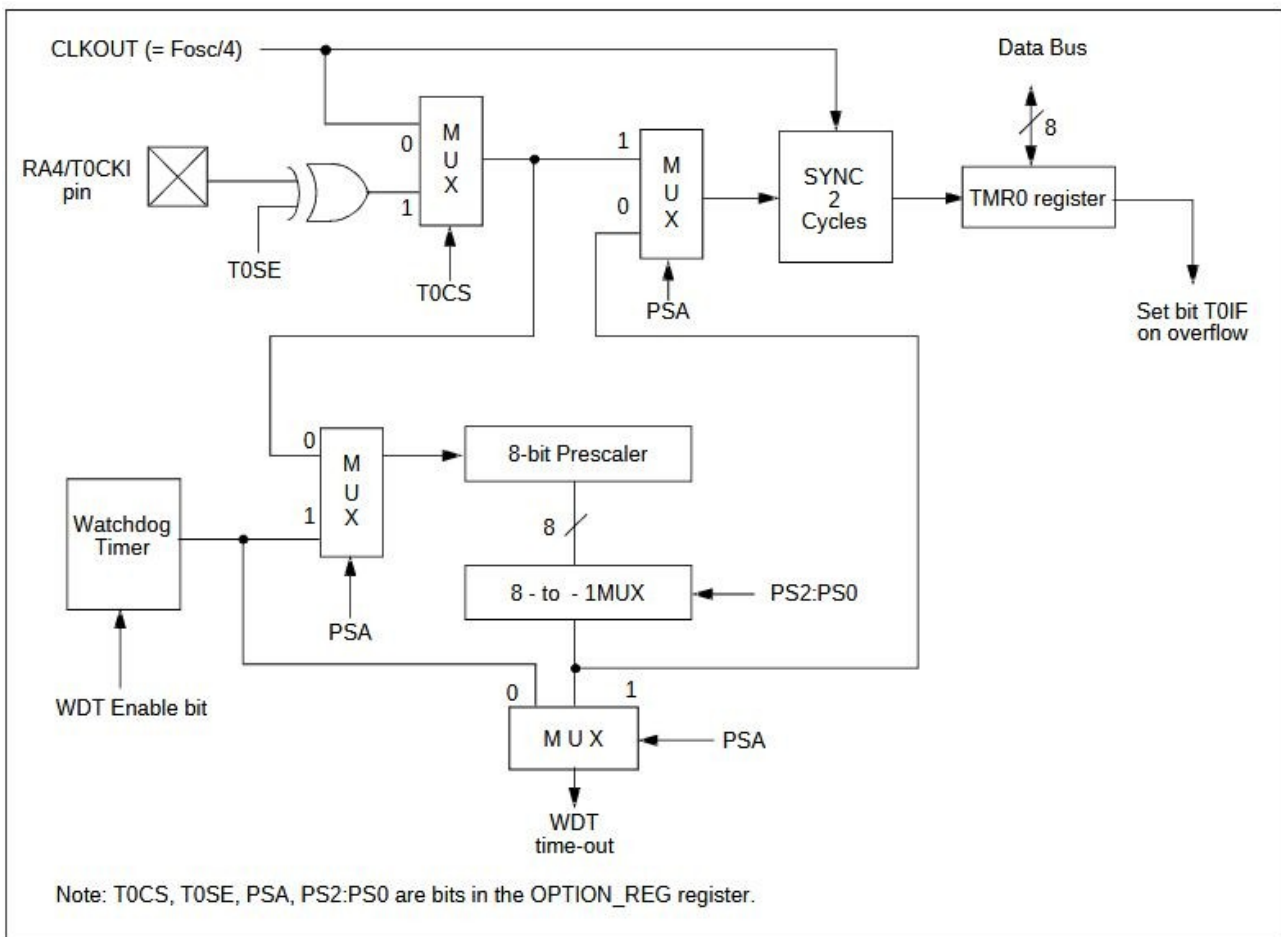 CLKOUT (= Fosc/4)
Data Bus
8
M
U
X
0
1
RA4/T0CKI
pin
T0SE
T0CS
1
0
M
U
X
PSA
SYNC
2
Cycles
TMR0 register
Set bit T0IF
on overflow
0
1
M
U
X
PSA
8-bit Prescaler
8
Watchdog
Timer
WDT Enable bit
8 - to - 1MUX
PS2:PS0
0
1
M U X
PSA
WDT
time-out
Note: T0CS, T0SE, PSA, PS2:PS0 are bits in the OPTION_REG register.